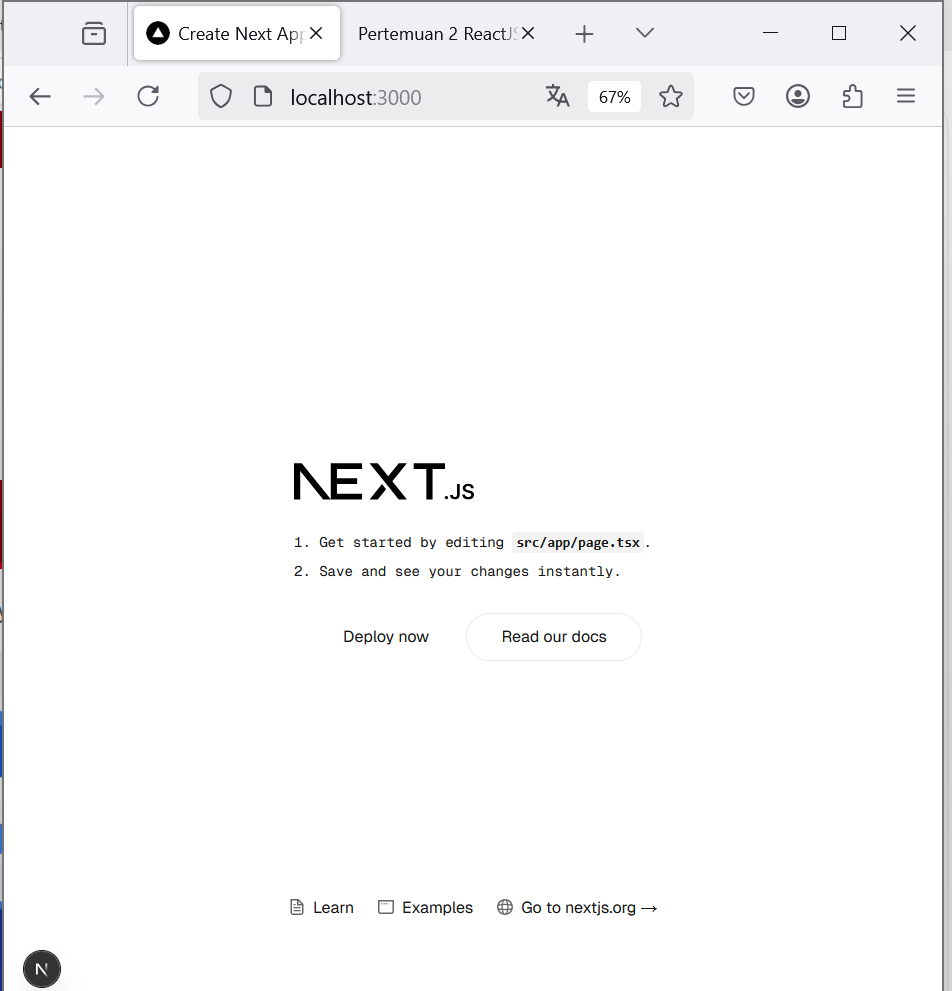 Create Next App
Pertemuan 2 ReactJS
localhost:3000
67%
NEXT.JS
1. Get started by editing src/app/page.tsx.
2. Save and see your changes instantly.
Deploy now
Read our docs
Learn
Examples
Go to nextjs.org →
N